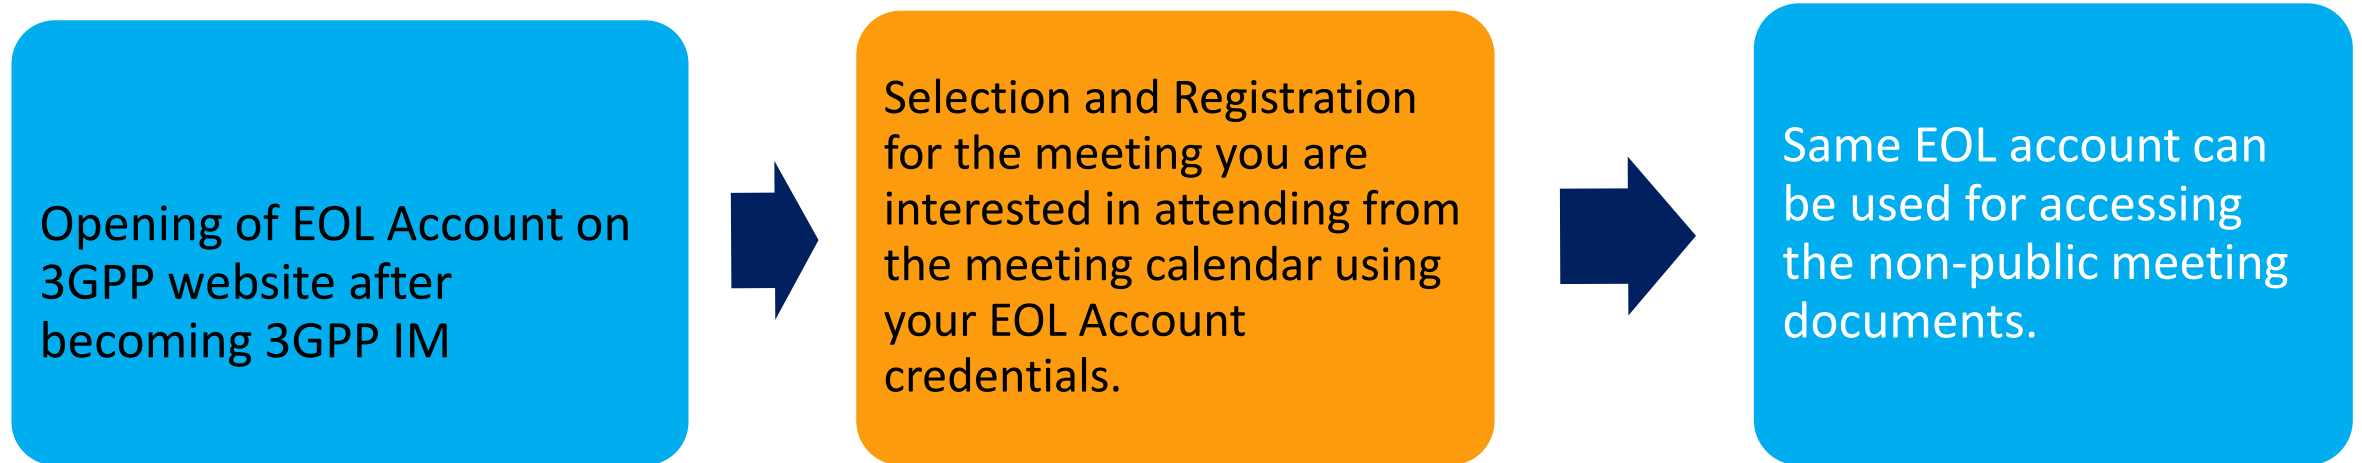 Opening of EOL Account on
3GPP website after
becoming 3GPP IM
Selection and Registration
for the meeting you are
interested in attending from
the meeting calendar using
your EOL Account
credentials.
Same EOL account can
be used for accessing
the non-public meeting
documents.